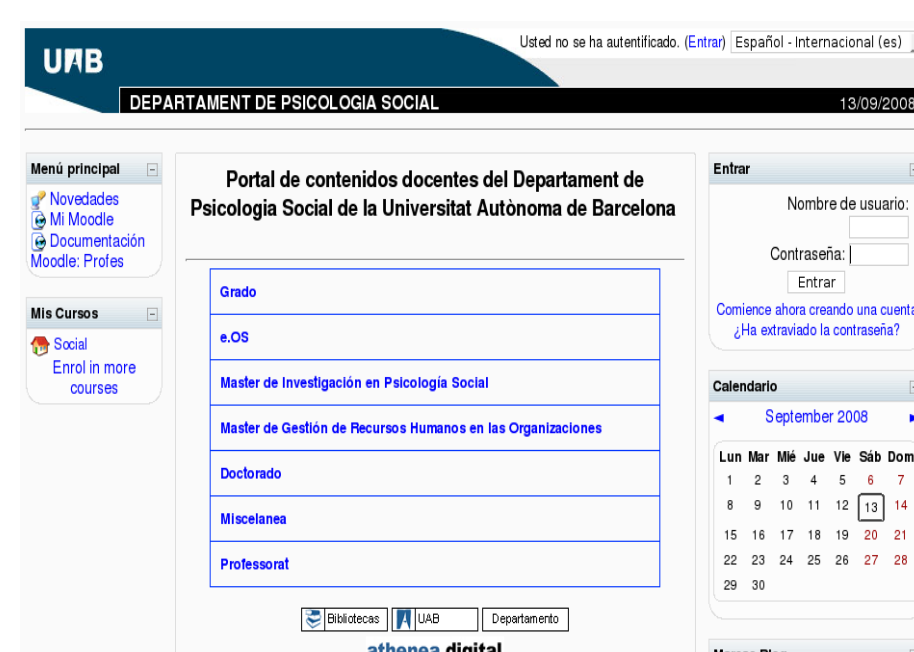 Usted no se ha autentificado. (Entrar) Español - Internacional (es)
UAB
DEPARTAMENT DE PSICOLOGIA SOCIAL 13/09/2008
Menú principal
Novedades
Mi Moodle
Documentación
Moodle: Profes
Mis Cursos
Social
Enrol in more
courses
Portal de contenidos docentes del Departament de
Psicologia Social de la Universitat Autònoma de Barcelona
Grado
e.OS
Master de Investigación en Psicología Social
Master de Gestión de Recursos Humanos en las Organizaciones
Doctorado
Miscelanea
Professorat
Bibliotecas UAB Departamento
athenea digital
Entrar
Nombre de usuario:
Contraseña:
Entrar
Comience ahora creando una cuenta
¿Ha extraviado la contraseña?
Calendario
◄ September 2008 ►
Lun Mar Mié Jue Vie Sáb Dom
1 2 3 4 5 6 7
8 9 10 11 12 13 14
15 16 17 18 19 20 21
22 23 24 25 26 27 28
29 30